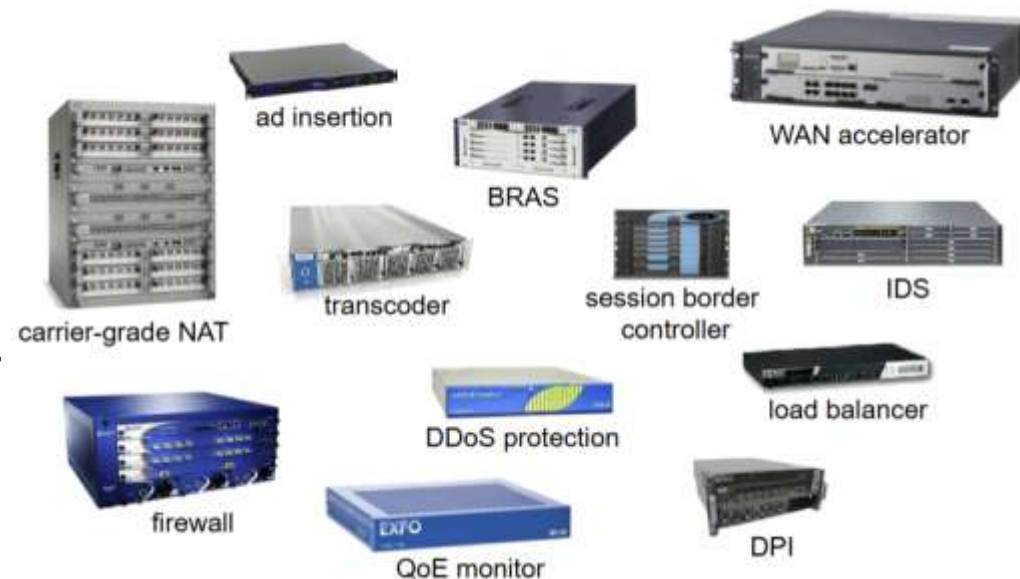 ad insertion
WAN accelerator
BRAS
transcoder
session border
controller
IDS
carrier-grade NAT
load balancer
DDoS protection
firewall
EXFO
QoE monitor
DPI